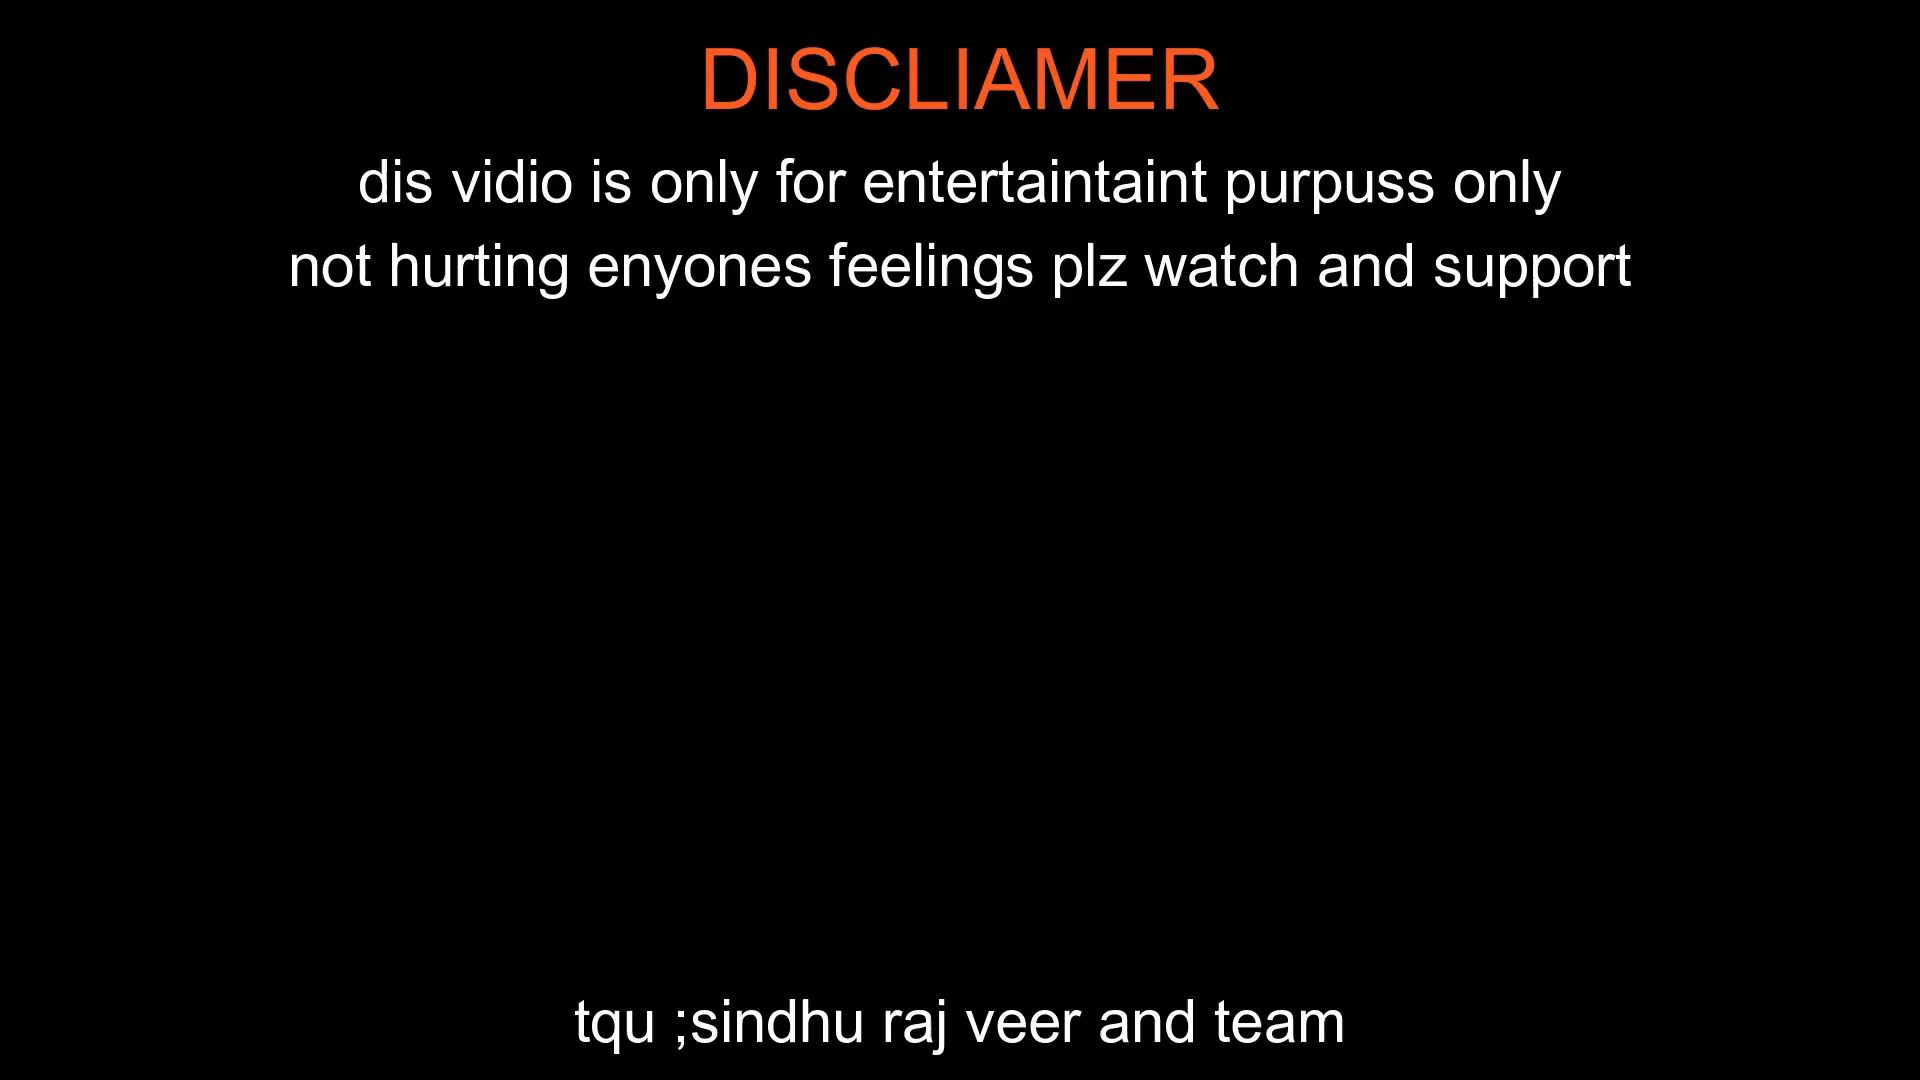 DISCLIAMER
dis vidio is only for entertaintaint purpuss only
not hurting enyones feelings plz watch and support
tqu ;sindhu raj veer and team